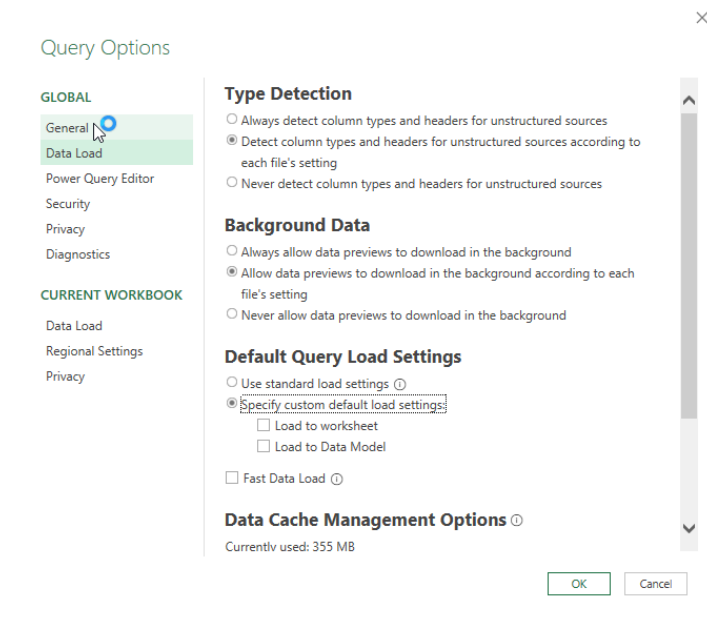 Query Options
GLOBAL
General
Data Load
Power Query Editor
Security
Privacy
Diagnostics
CURRENT WORKBOOK
Data Load
Regional Settings
Privacy
Type Detection
Always detect column types and headers for unstructured sources
Detect column types and headers for unstructured sources according to
each file's setting
Never detect column types and headers for unstructured sources
Background Data
Always allow data previews to download in the background
Allow data previews to download in the background according to each
file's setting
Never allow data previews to download in the background
Default Query Load Settings
Use standard load settings
Specify custom default load settings:
Load to worksheet
Load to Data Model
Fast Data Load
Data Cache Management Options
Currently used: 355 MB
OK
Cancel